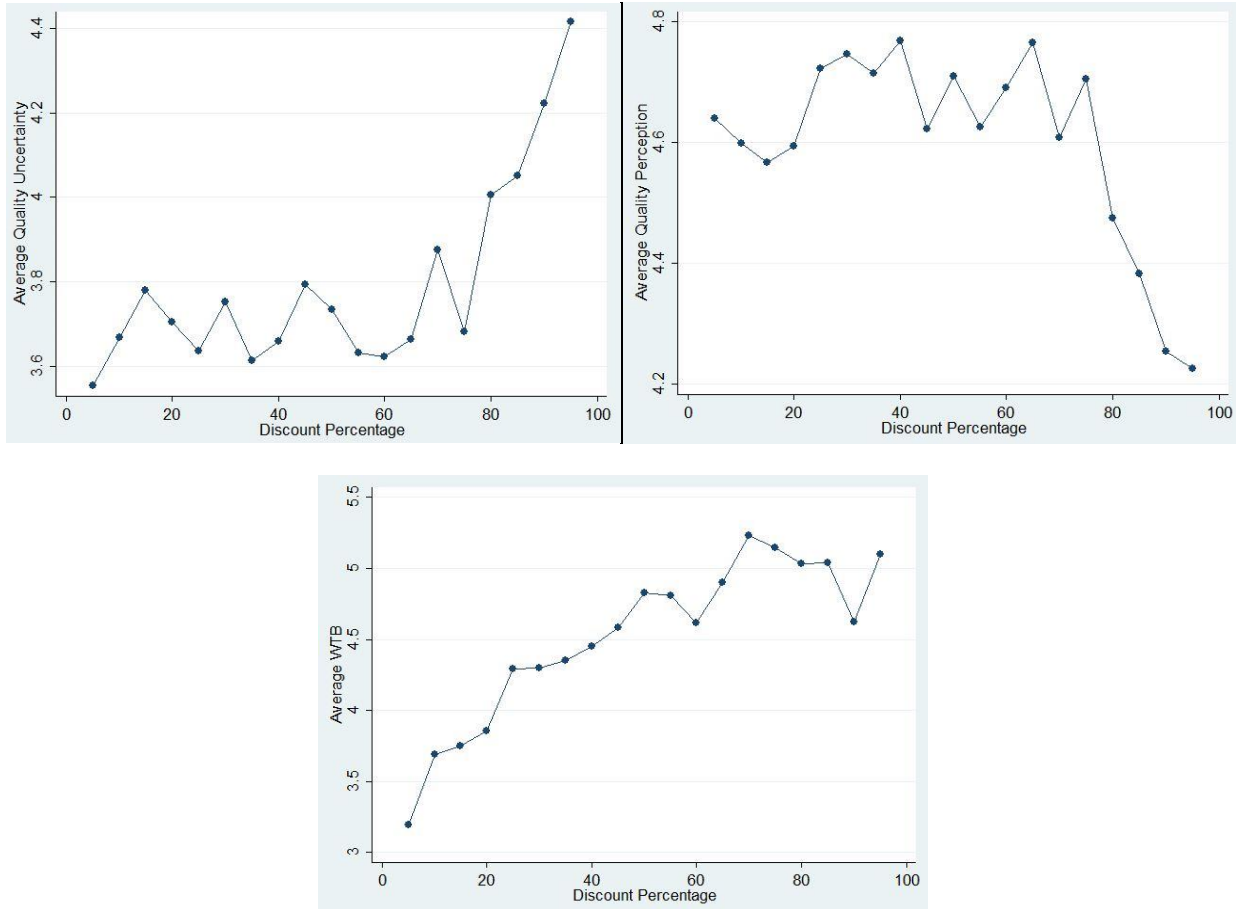 Average Quality Uncertainty
4.4
4.2
4
3.8
3.6
0 20 40 60 80 100
Discount Percentage
Average Quality Perception
4.8
4.6
4.4
4.2
0 20 40 60 80 100
Discount Percentage
Average WTB
5.5
5
4.5
4
3.5
3
0 20 40 60 80 100
Discount Percentage